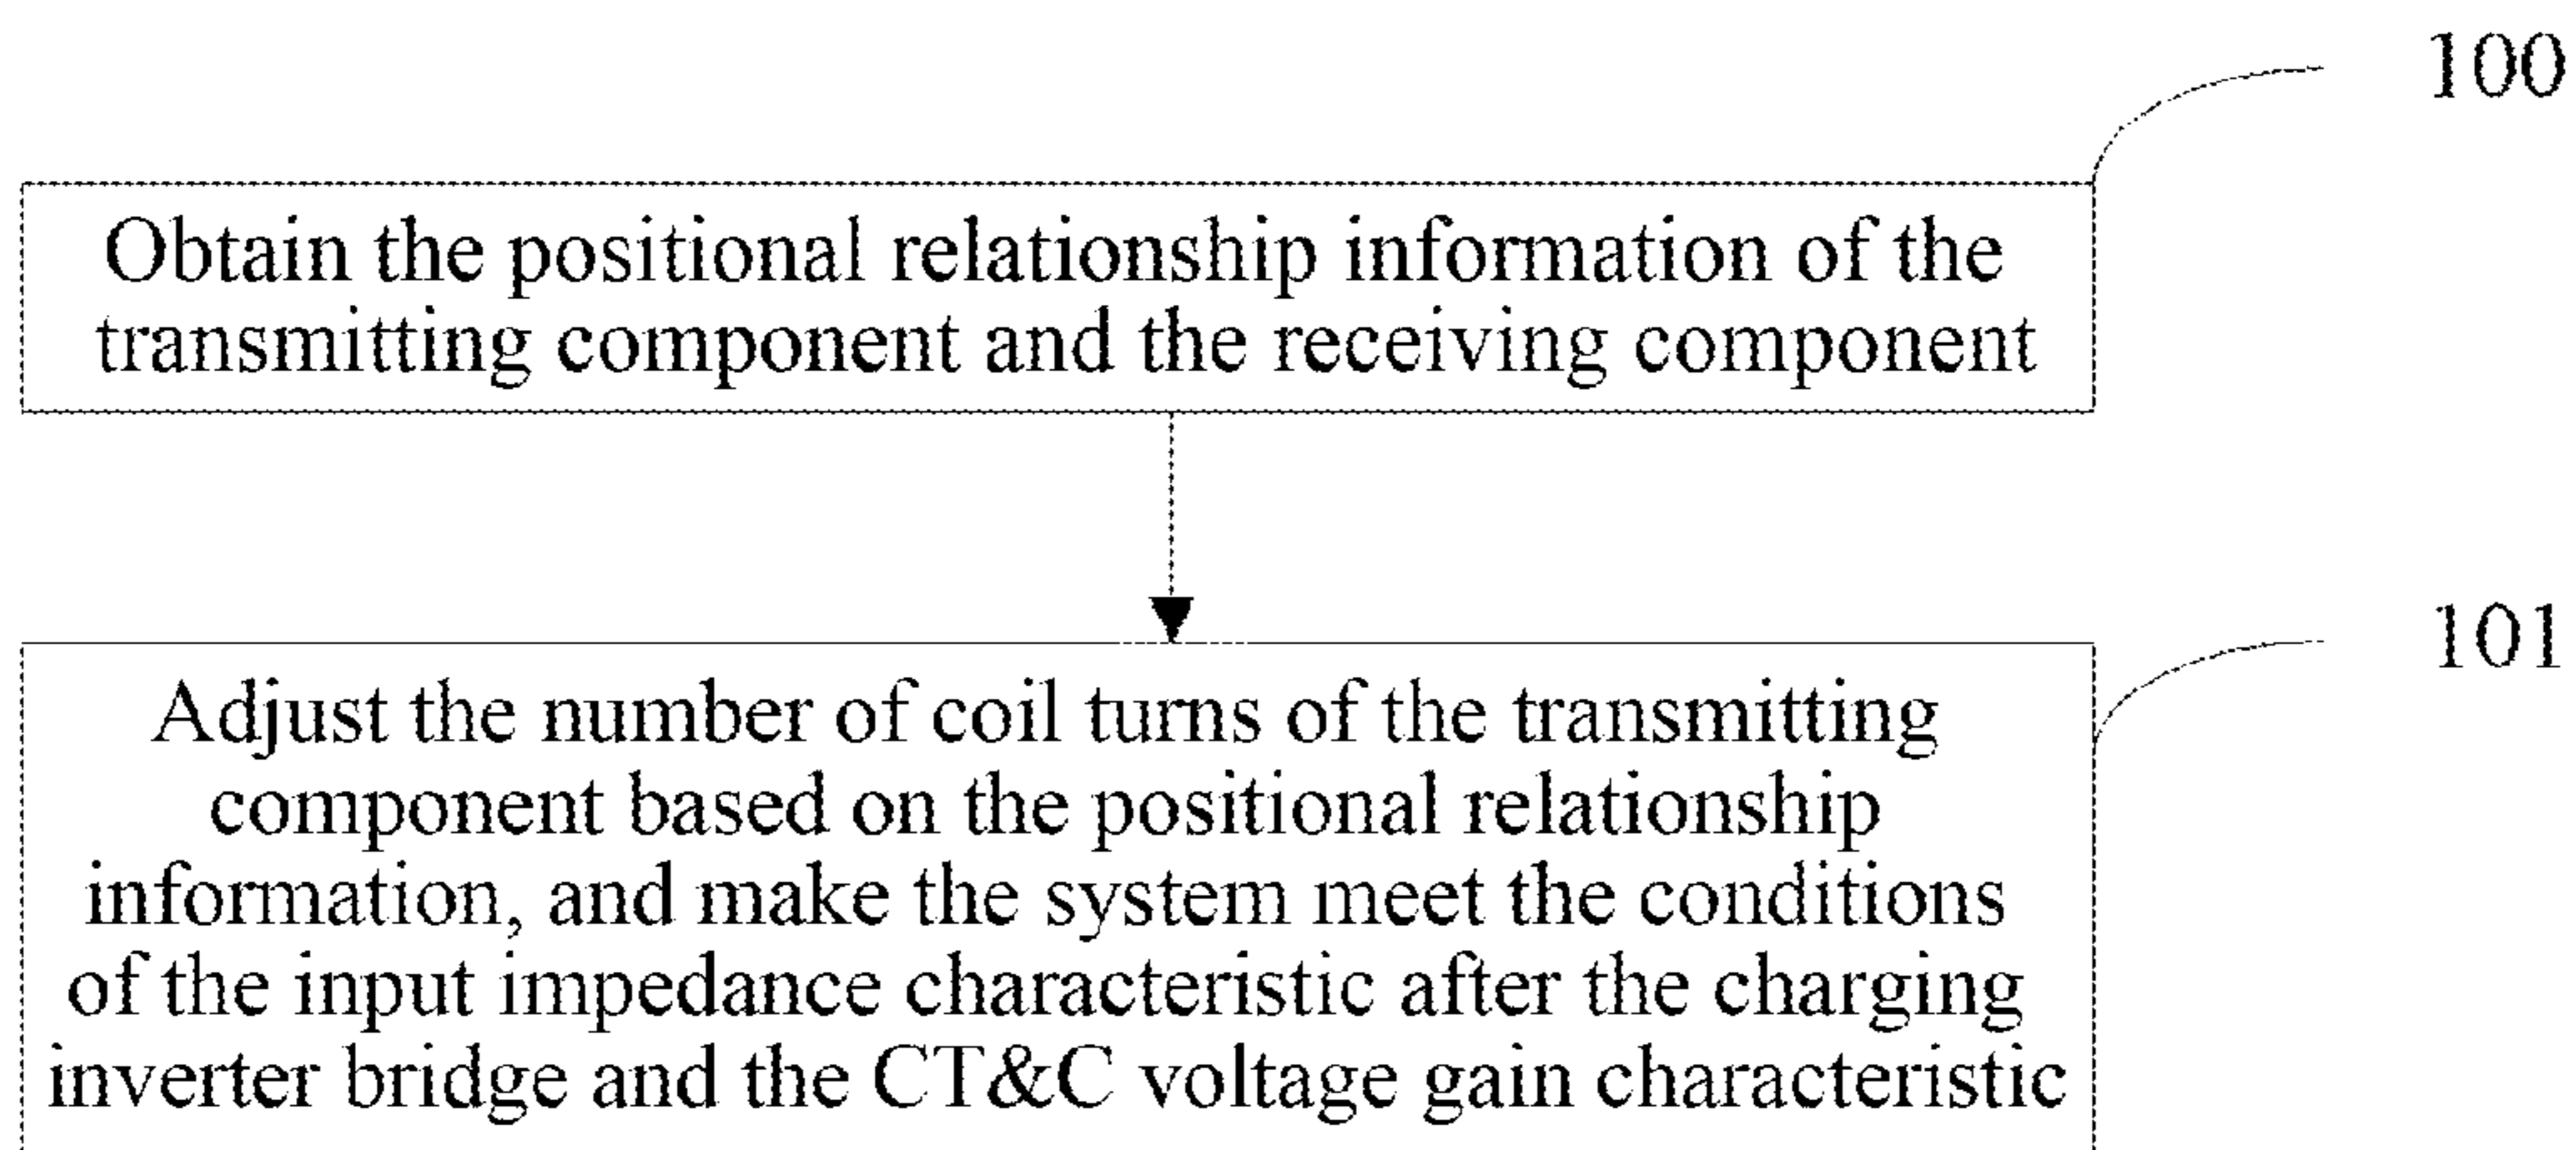 100
Obtain the positional relationship information of the
transmitting component and the receiving component
101
Adjust the number of coil turns of the transmitting
component based on the positional relationship
information, and make the system meet the conditions
of the input impedance characteristic after the charging
inverter bridge and the CT&C voltage gain characteristic